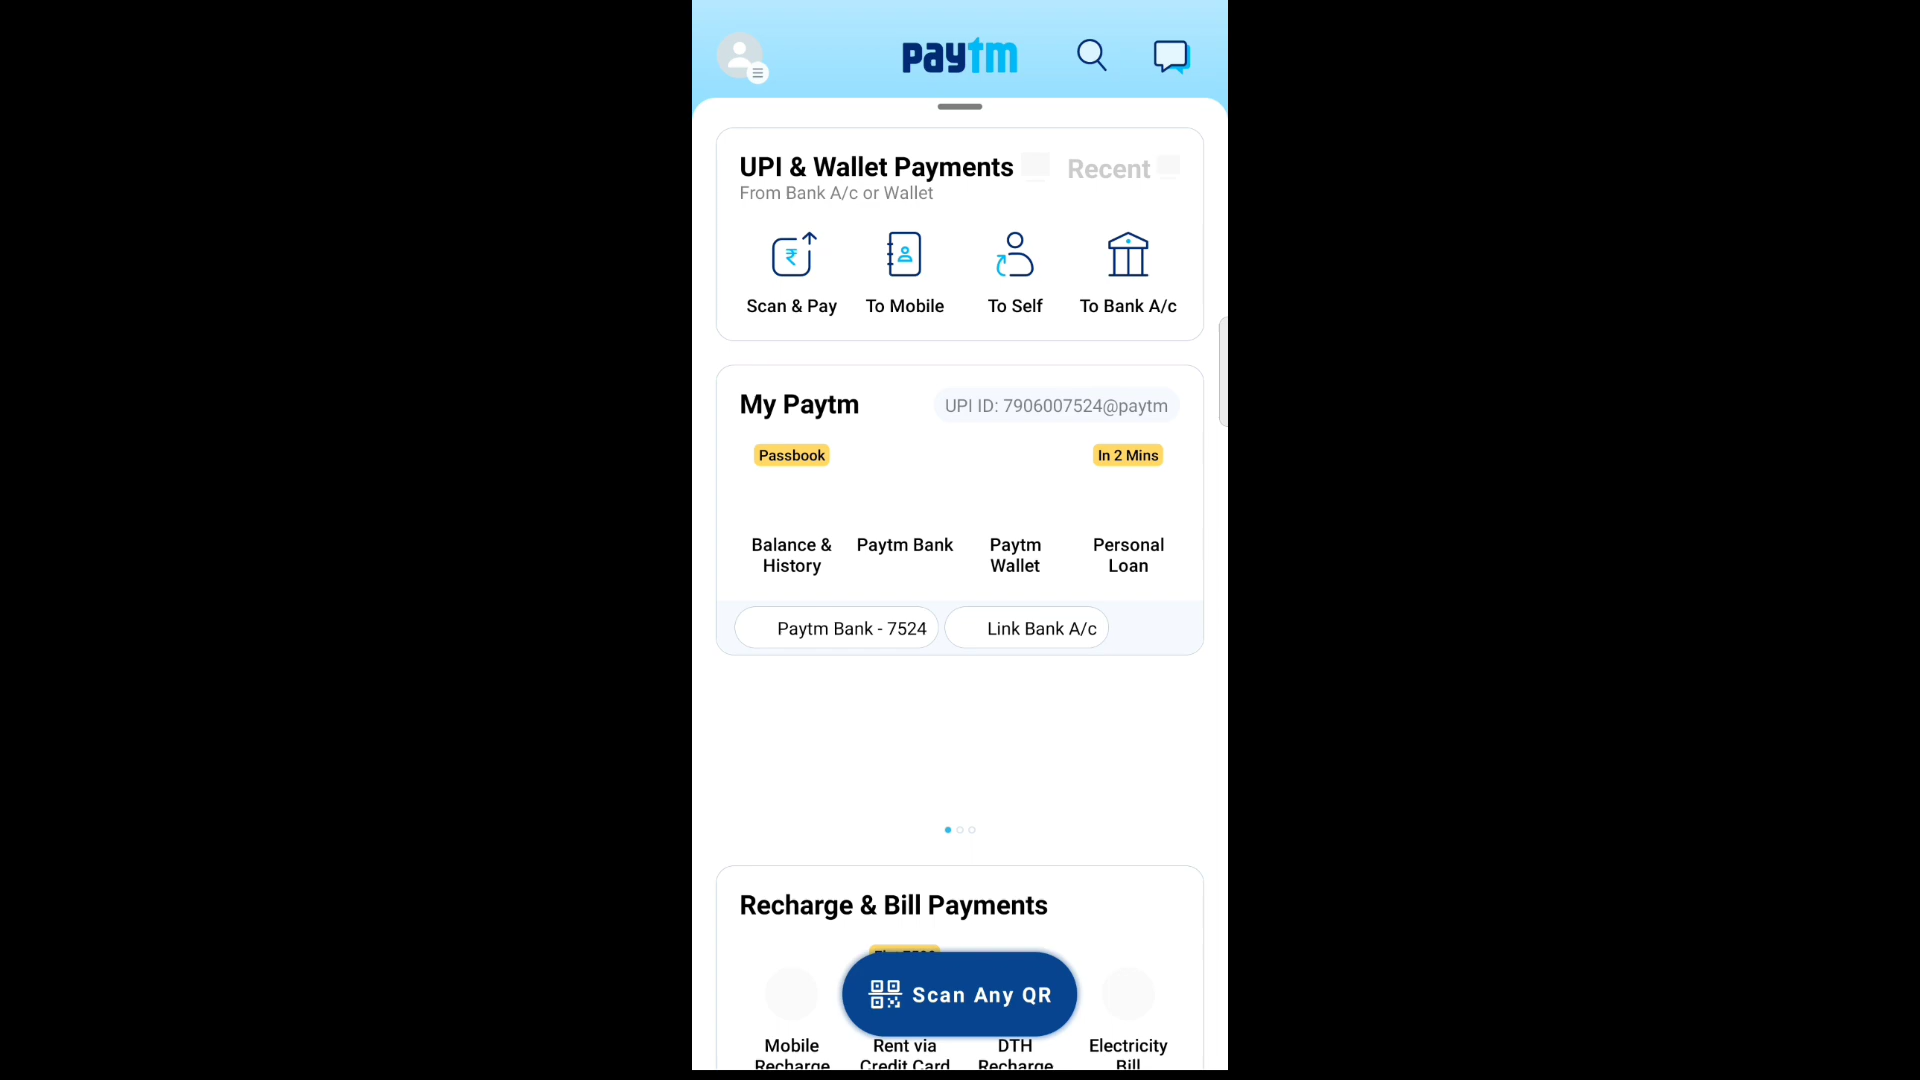 paytm
UPI & Wallet Payments
Recent
From Bank A/c or Wallet
₹
Scan & Pay
To Mobile
To Self
To Bank A/c
My Paytm
UPI ID: 7906007524@paytm
Passbook
In 2 Mins
Balance &
History
Paytm Bank
Paytm
Wallet
Personal
Loan
Paytm Bank - 7524
Link Bank A/c
Recharge & Bill Payments
Scan Any QR
Mobile
Recharge
Rent via
Credit Card
DTH
Recharge
Electricity
Bill